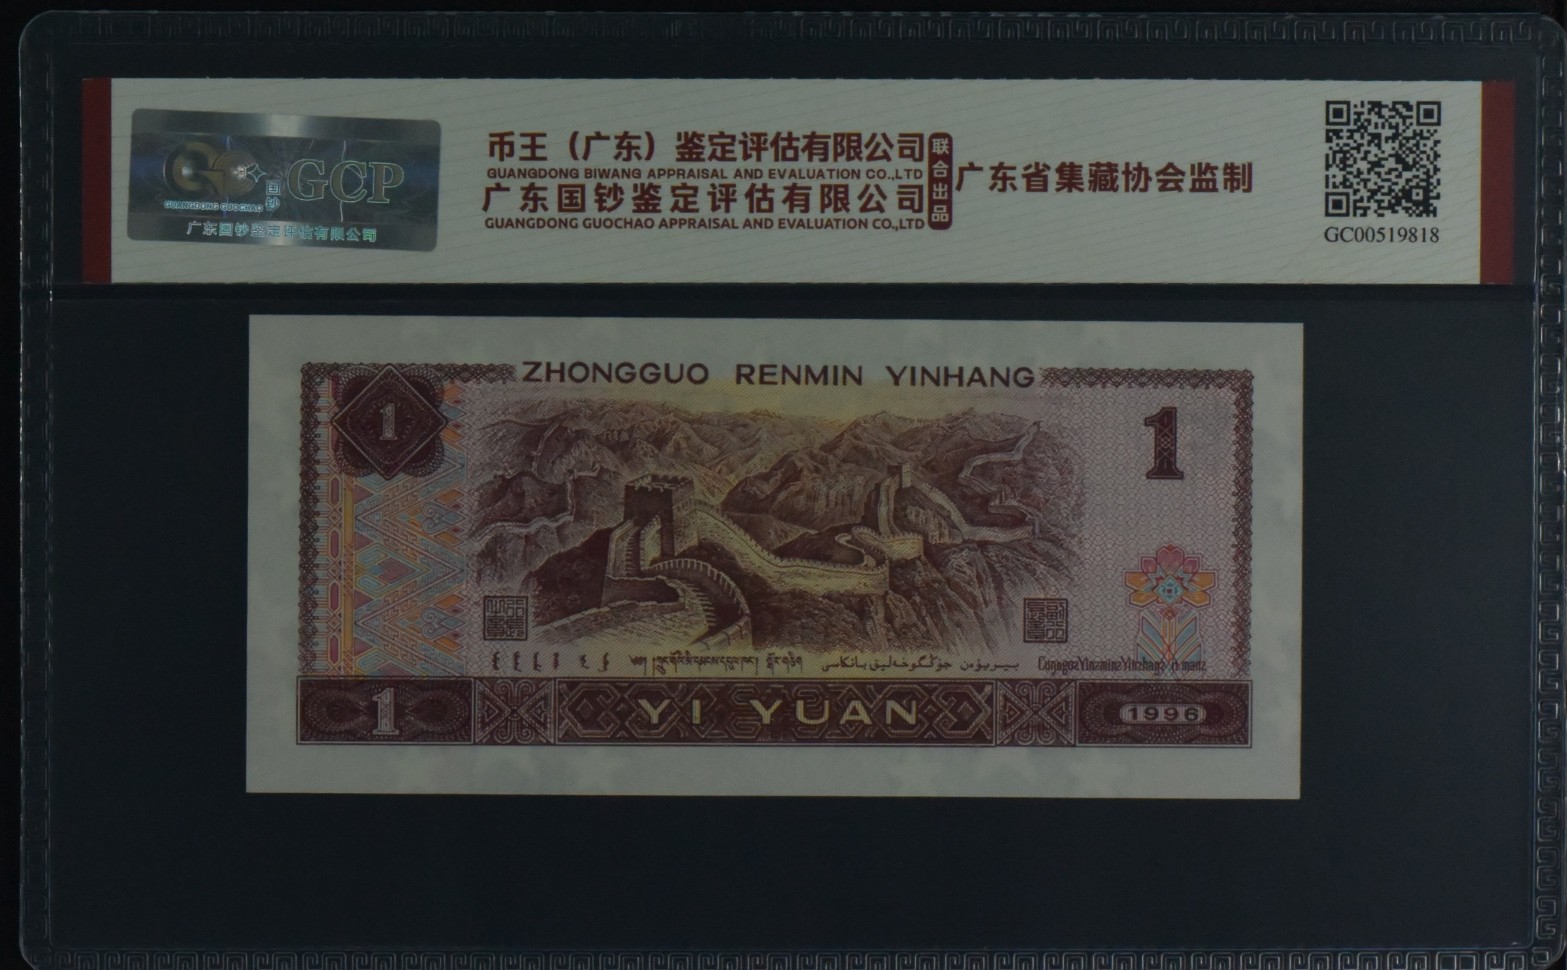 GCP
国钞
GUANGDONG GUOCHAO
广东国钞鉴定评估有限公司
币王（广东）鉴定评估有限公司
GUANGDONG BIWANG APPRAISAL AND EVALUATION CO.,LTD
广东国钞鉴定评估有限公司
GUANGDONG GUOCHAO APPRAISAL AND EVALUATION CO.,LTD
联合出品
广东省集藏协会监制
GC00519818
ZHONGGUO RENMIN YINHANG
1
1
1
YI YUAN
1996